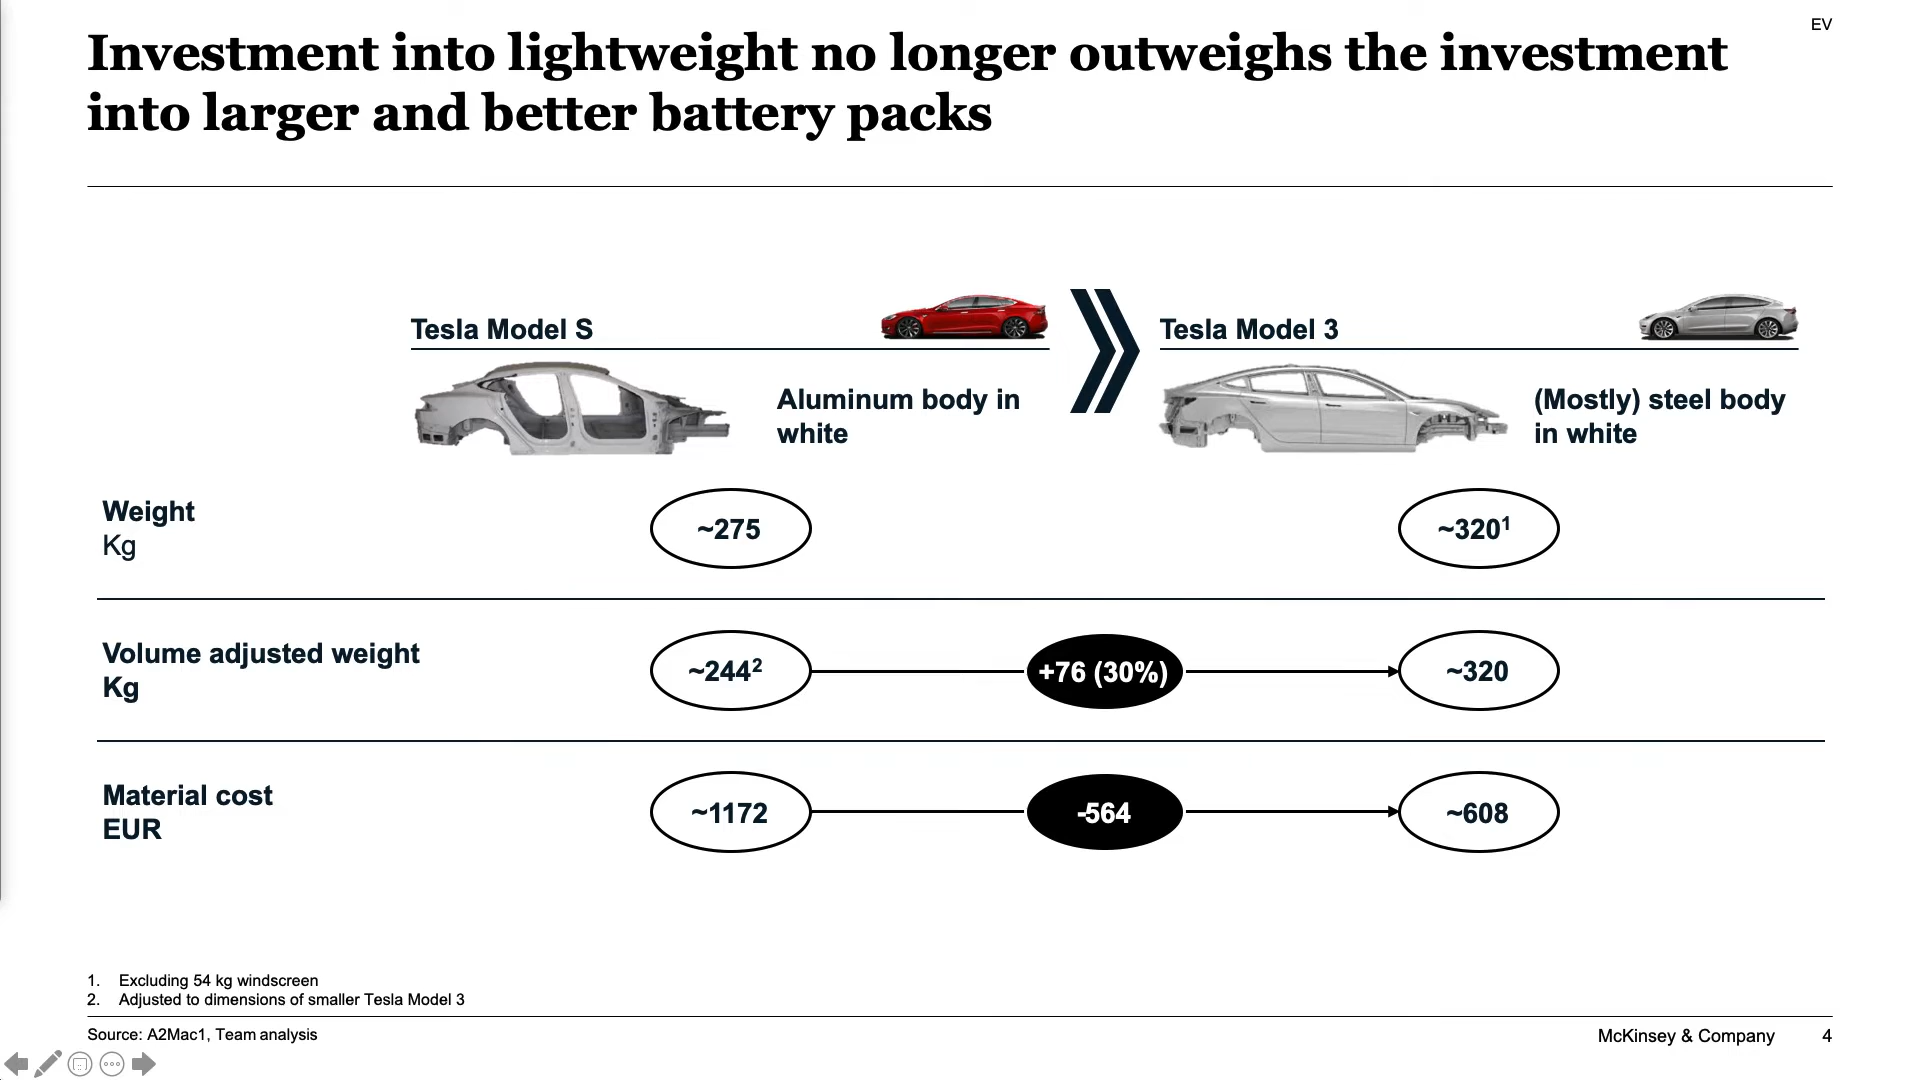 EV
Investment into lightweight no longer outweighs the investment
into larger and better battery packs
Tesla Model S
Tesla Model 3
Aluminum body in
white
(Mostly) steel body
in white
Weight
Kg
~275
~320¹
Volume adjusted weight
Kg
~244²
+76 (30%)
~320
Material cost
EUR
~1172
-564
~608
1. Excluding 54 kg windscreen
2. Adjusted to dimensions of smaller Tesla Model 3
Source: A2Mac1, Team analysis
McKinsey & Company 4